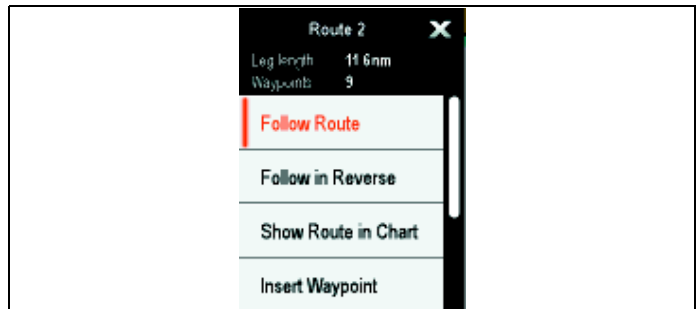 Route 2
Leg length 11.6nm
Waypoints 9
Follow Route
Follow in Reverse
Show Route in Chart
Insert Waypoint